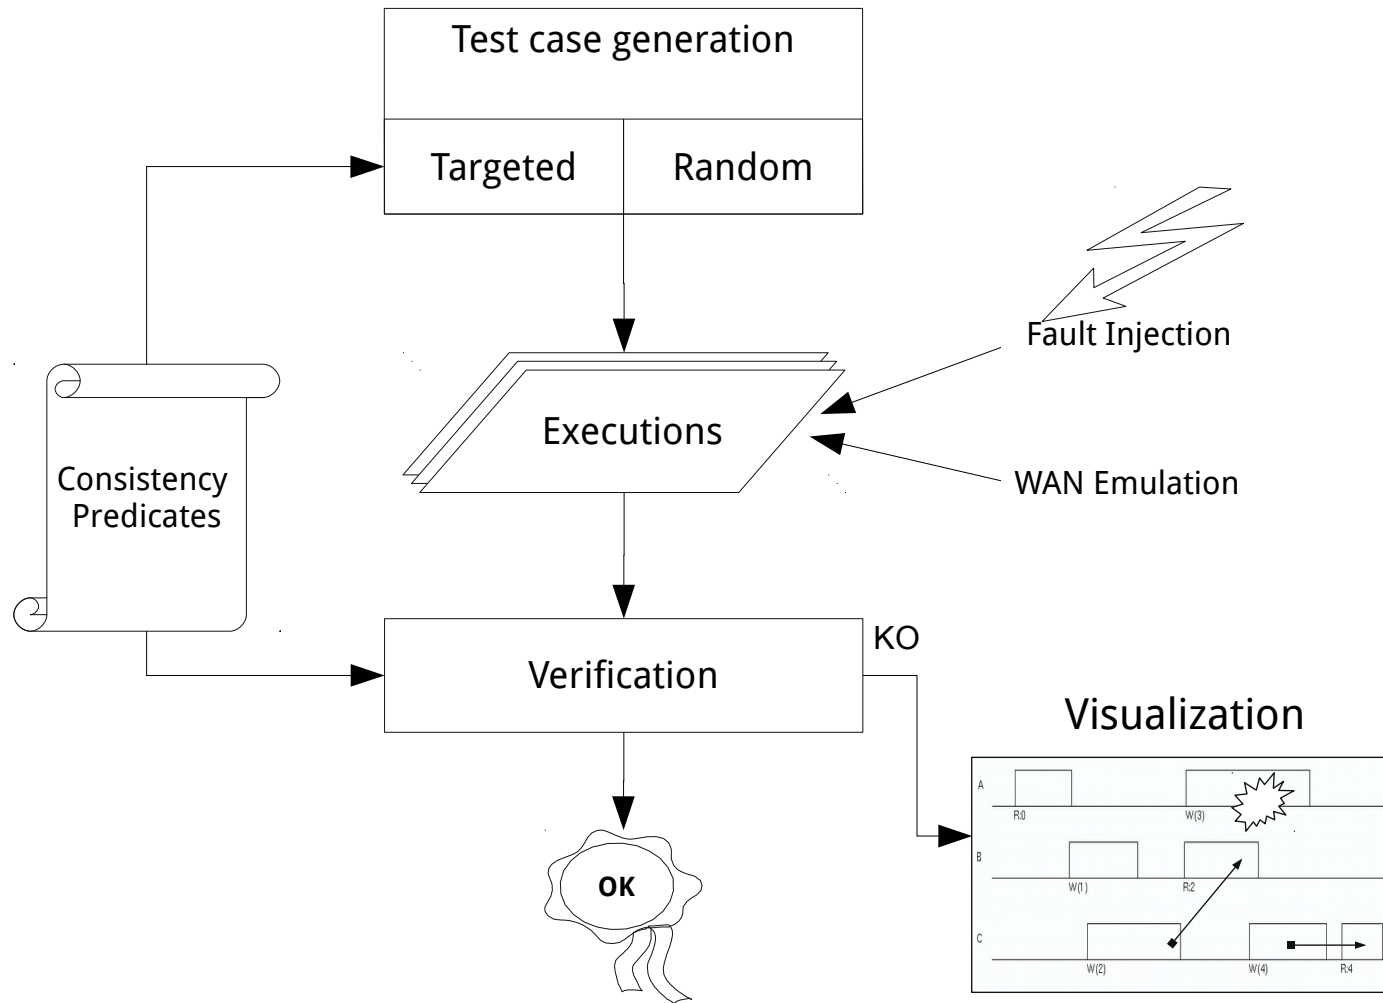 Test case generation
Targeted
Random
Fault Injection
Executions
WAN Emulation
Consistency
Predicates
Verification
KO
Visualization
A
R:0
W(3)
B
W(1)
R:2
C
W(2)
W(4)
R:4
OK